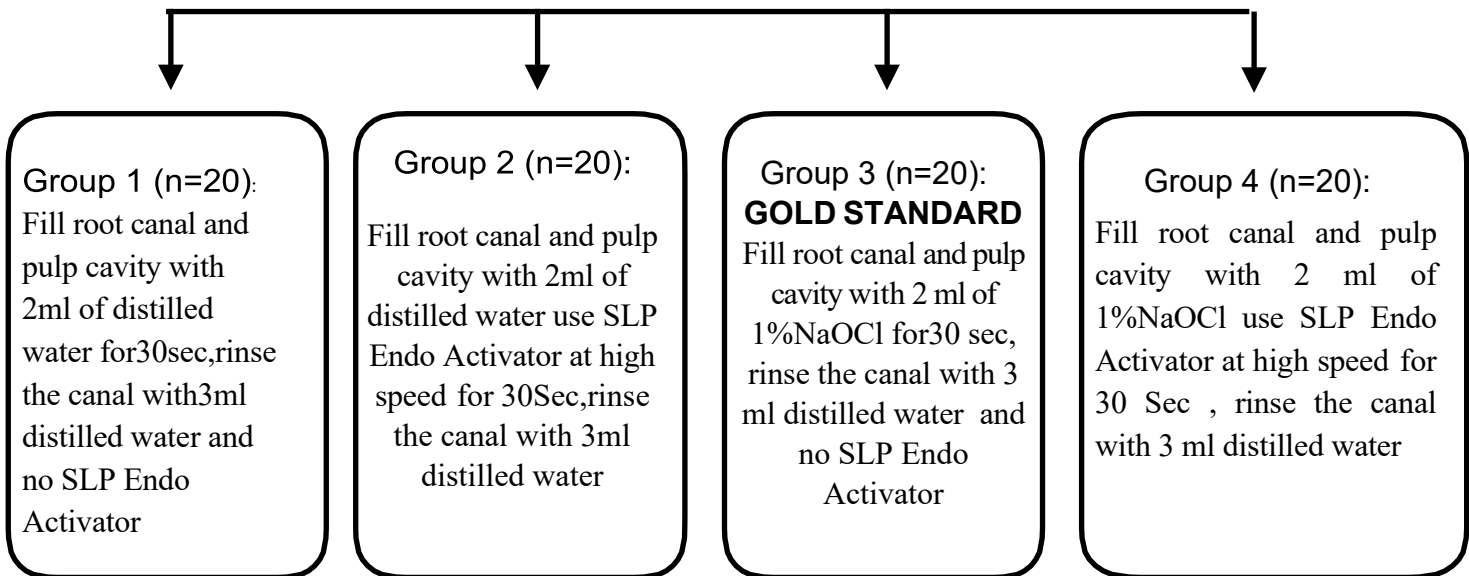 Group 1 (n=20):
Fill root canal and
pulp cavity with
2ml of distilled
water for30sec,rinse
the canal with3ml
distilled water and
no SLP Endo
Activator
Group 2 (n=20):
Fill root canal and pulp
cavity with 2ml of
distilled water use SLP
Endo Activator at high
speed for 30Sec,rinse
the canal with 3ml
distilled water
Group 3 (n=20):
GOLD STANDARD
Fill root canal and pulp
cavity with 2 ml of
1%NaOCl for30 sec,
rinse the canal with 3
ml distilled water and
no SLP Endo
Activator
Group 4 (n=20):
Fill root canal and pulp
cavity with 2 ml of
1%NaOCl use SLP Endo
Activator at high speed for
30 Sec , rinse the canal
with 3 ml distilled water